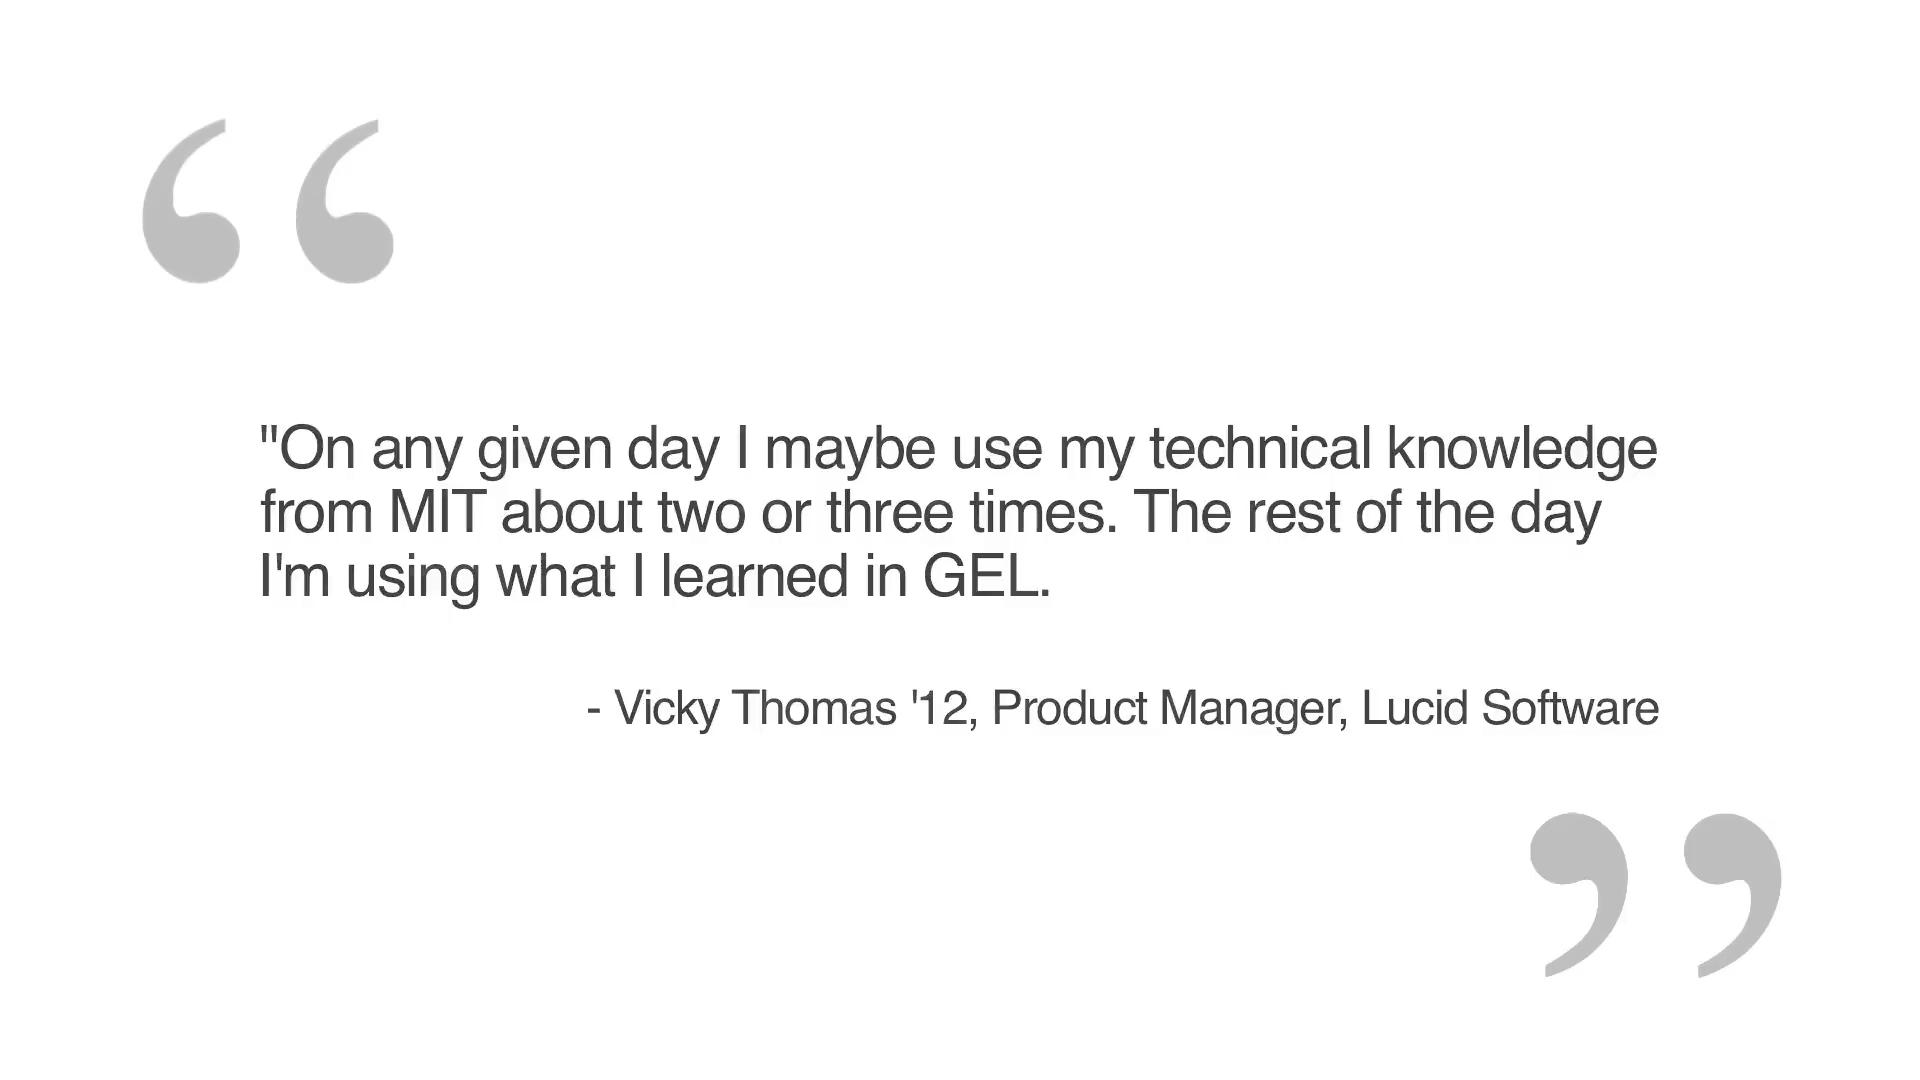 "On any given day I maybe use my technical knowledge
from MIT about two or three times. The rest of the day
I'm using what I learned in GEL.
- Vicky Thomas '12, Product Manager, Lucid Software